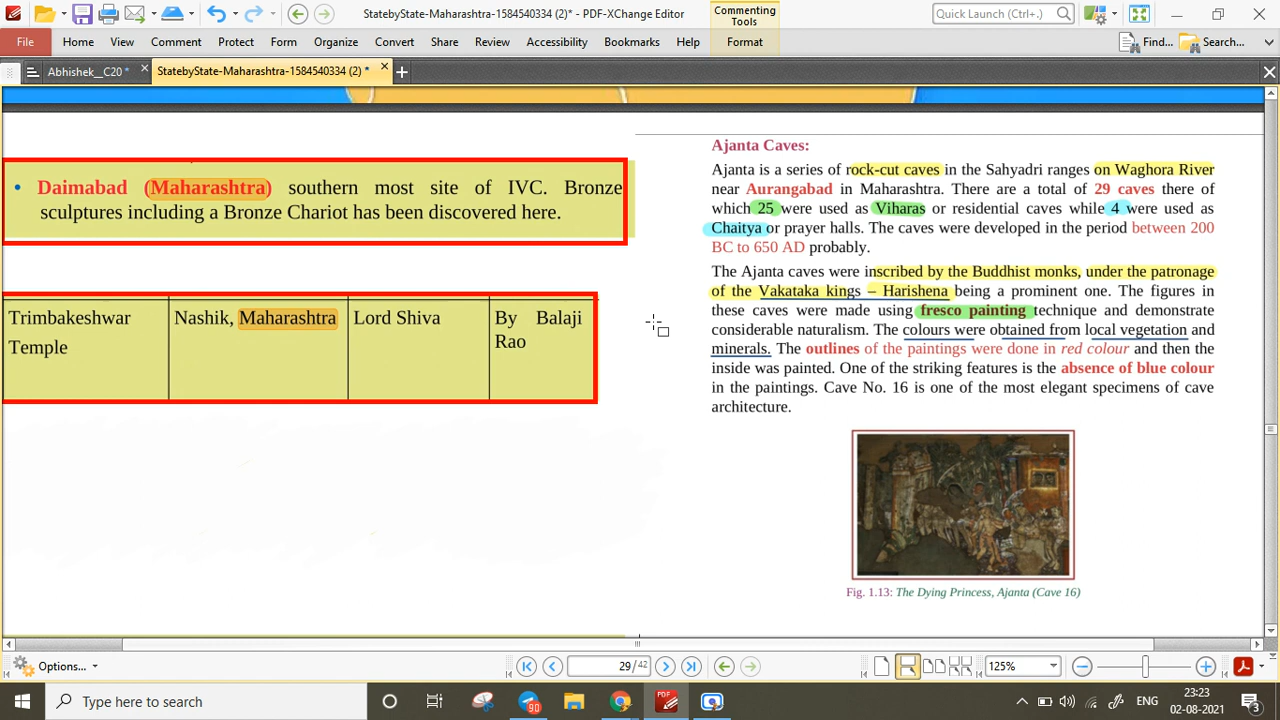 StatebyState-Maharashtra-1584540334 (2)* - PDF-XChange Editor
Commenting Tools
Quick Launch (Ctrl+.)
File
Home
View
Comment
Protect
Form
Organize
Convert
Share
Review
Accessibility
Bookmarks
Help
Format
Find...
Search...
Abhishek__C20 *
StatebyState-Maharashtra-1584540334 (2) *
• Daimabad (Maharashtra) southern most site of IVC. Bronze
sculptures including a Bronze Chariot has been discovered here.
Trimbakeshwar Temple
Nashik, Maharashtra
Lord Shiva
By Balaji Rao
Ajanta Caves:
Ajanta is a series of rock-cut caves in the Sahyadri ranges on Waghora River
near Aurangabad in Maharashtra. There are a total of 29 caves there of
which 25 were used as Viharas or residential caves while 4 were used as
Chaitya or prayer halls. The caves were developed in the period between 200
BC to 650 AD probably.
The Ajanta caves were inscribed by the Buddhist monks, under the patronage
of the Vakataka kings – Harishena being a prominent one. The figures in
these caves were made using fresco painting technique and demonstrate
considerable naturalism. The colours were obtained from local vegetation and
minerals. The outlines of the paintings were done in red colour and then the
inside was painted. One of the striking features is the absence of blue colour
in the paintings. Cave No. 16 is one of the most elegant specimens of cave
architecture.
Fig. 1.13: The Dying Princess, Ajanta (Cave 16)
Options...
29 / 42
125%
Type here to search
90
PDF
ENG
23:23
02-08-2021
3